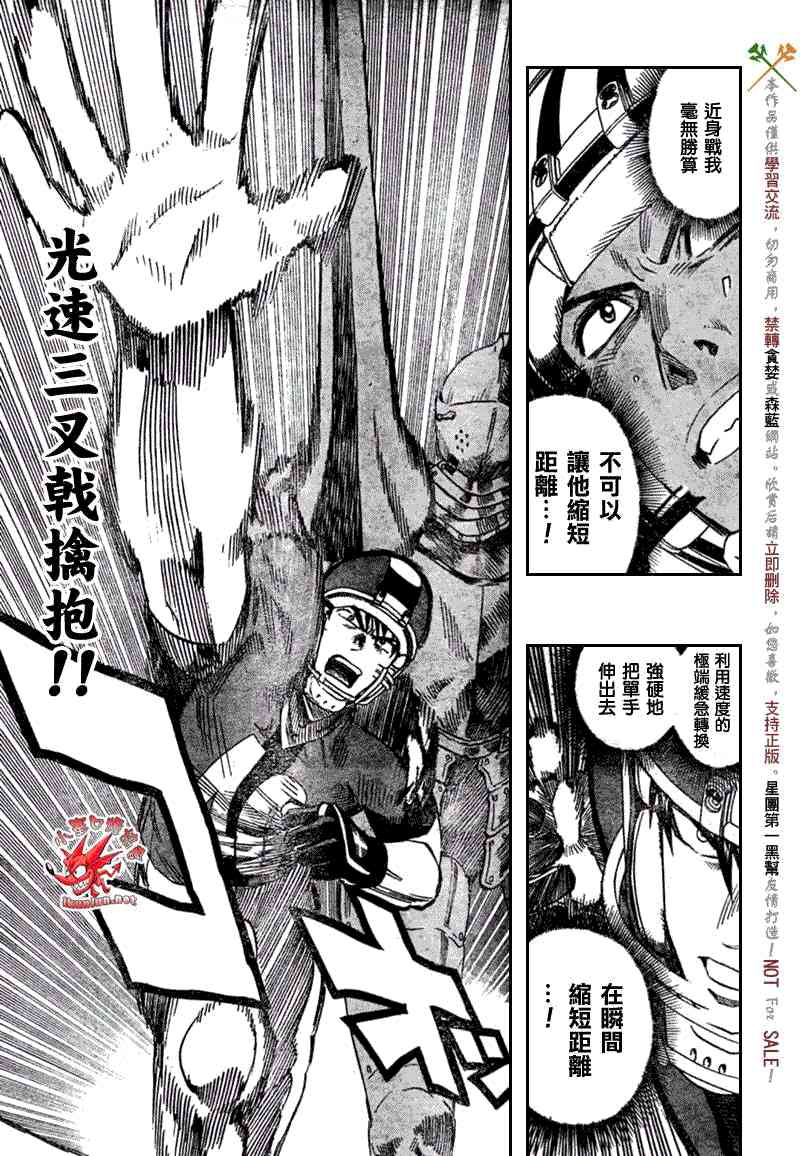 近身戰我
毫無勝算
不可以
讓他縮短
距離…！
利用速度的
極端緩急轉換
強硬地
把單手
伸出去
在瞬間
縮短距離
…！
光速三叉戟擒抱!!
ドギャ
本作品僅供學習交流，切勿商用，禁轉貪婪或森藍網站。欣賞后請立即刪除，如您喜歡，支持正版。星團第一黑幫友情打造—NOT For SALE—